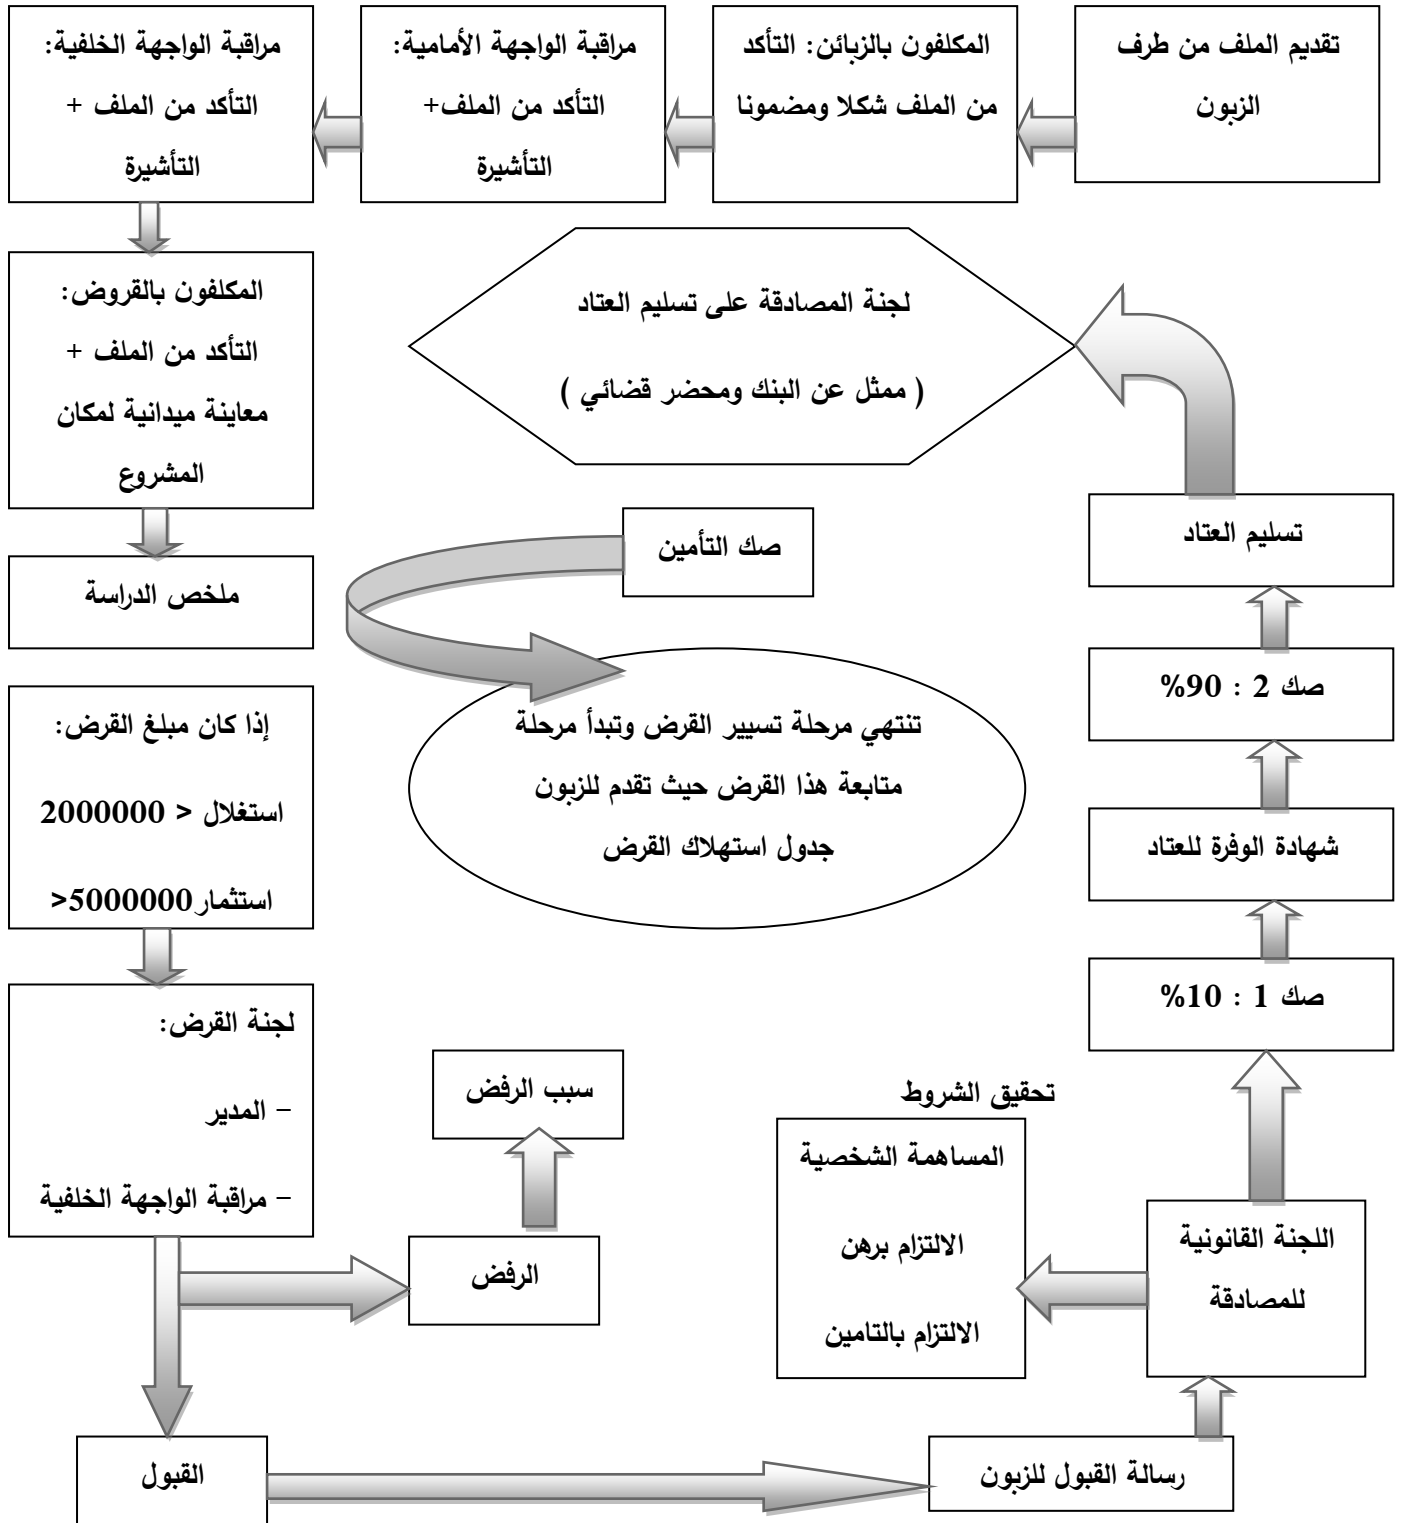 تقديم الملف من طرف
الزبون
المكلفون بالزبائن: التأكد
من الملف شكلا ومضمونا
مراقبة الواجهة الأمامية:
التأكد من الملف+
التأشيرة
مراقبة الواجهة الخلفية:
التأكد من الملف +
التأشيرة
المكلفون بالقروض:
التأكد من الملف +
معاينة ميدانية لمكان
المشروع
ملخص الدراسة
إذا كان مبلغ القرض:
استغلال < 2000000
استثمار5000000<
لجنة القرض:
– المدير
– مراقبة الواجهة الخلفية
الرفض
سبب الرفض
القبول
رسالة القبول للزبون
اللجنة القانونية
للمصادقة
تحقيق الشروط
المساهمة الشخصية
الالتزام برهن
الالتزام بالتامين
صك 1 : 10%
شهادة الوفرة للعتاد
صك 2 : 90%
تسليم العتاد
لجنة المصادقة على تسليم العتاد
( ممثل عن البنك ومحضر قضائي )
صك التأمين
تنتهي مرحلة تسيير القرض وتبدأ مرحلة
متابعة هذا القرض حيث تقدم للزبون
جدول استهلاك القرض